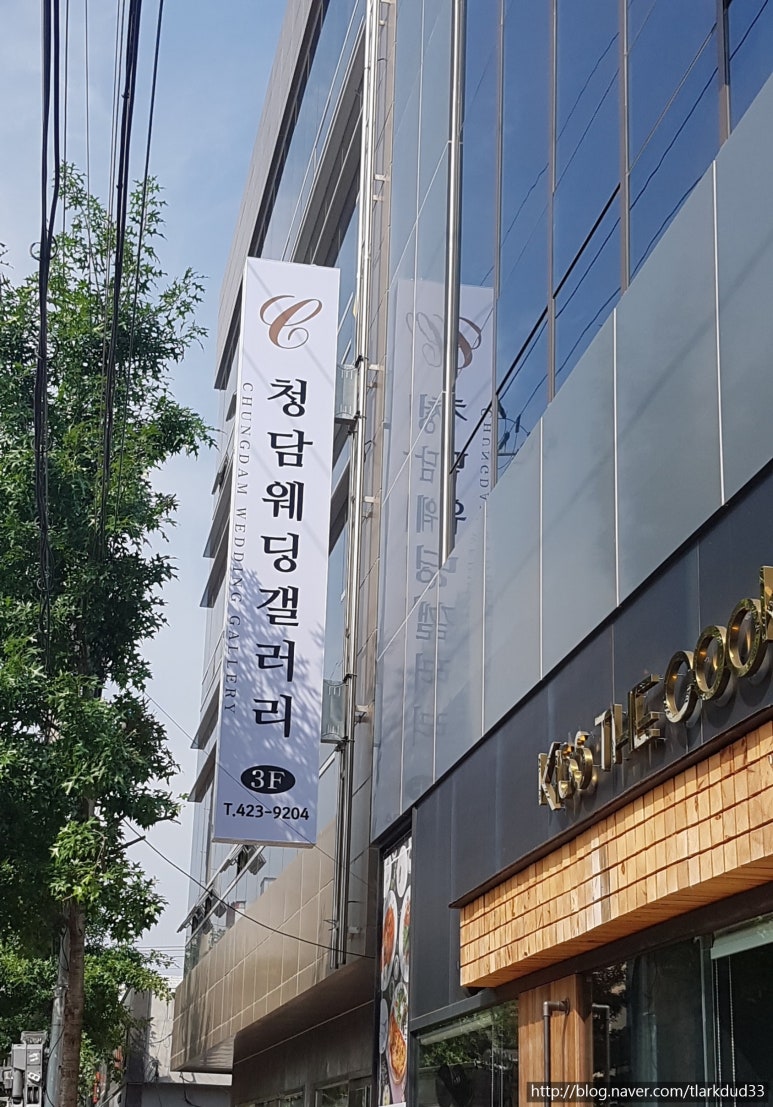 청담웨딩갤러리
CHUNGDAM WEDDING GALLERY
3F
T.423-9204
KISS THE COOK
http://blog.naver.com/tlarkdud33